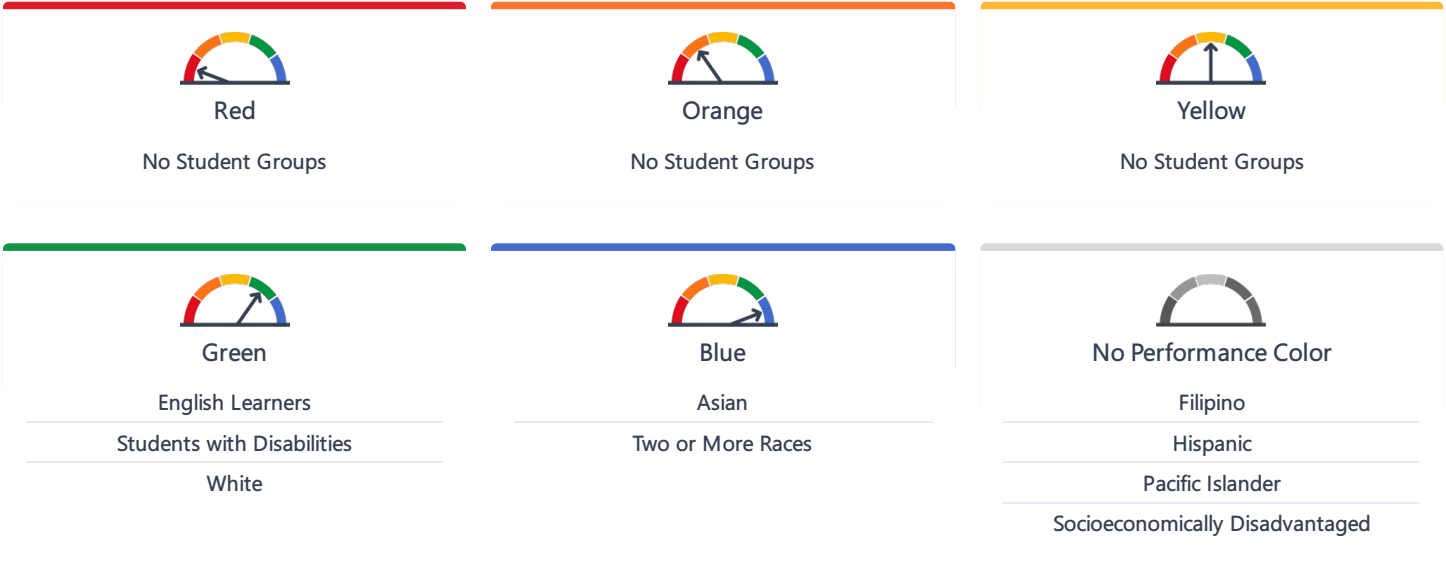 Red
No Student Groups
Orange
No Student Groups
Yellow
No Student Groups
Green
English Learners
Students with Disabilities
White
Blue
Asian
Two or More Races
No Performance Color
Filipino
Hispanic
Pacific Islander
Socioeconomically Disadvantaged